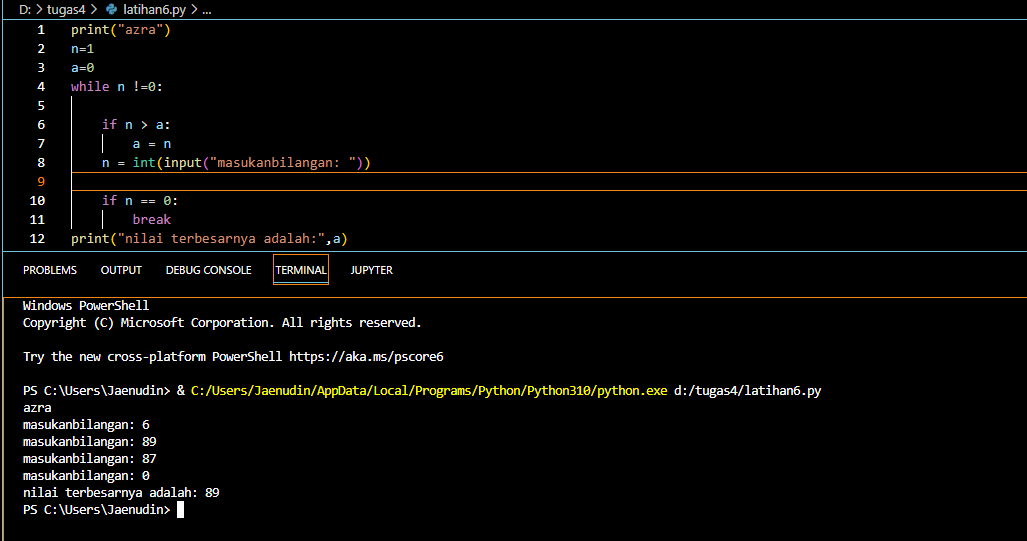 D: > tugas4 > latihan6.py > ...
1 print("azra")
2 n=1
3 a=0
4 while n !=0:
5
6 if n > a:
7 a = n
8 n = int(input("masukanbilangan: "))
9
10 if n == 0:
11 break
12 print("nilai terbesarnya adalah:",a)
PROBLEMS OUTPUT DEBUG CONSOLE TERMINAL JUPYTER
Windows PowerShell
Copyright (C) Microsoft Corporation. All rights reserved.
Try the new cross-platform PowerShell https://aka.ms/pscore6
PS C:\Users\Jaenudin> & C:/Users/Jaenudin/AppData/Local/Programs/Python/Python310/python.exe d:/tugas4/latihan6.py
azra
masukanbilangan: 6
masukanbilangan: 89
masukanbilangan: 87
masukanbilangan: 0
nilai terbesarnya adalah: 89
PS C:\Users\Jaenudin>